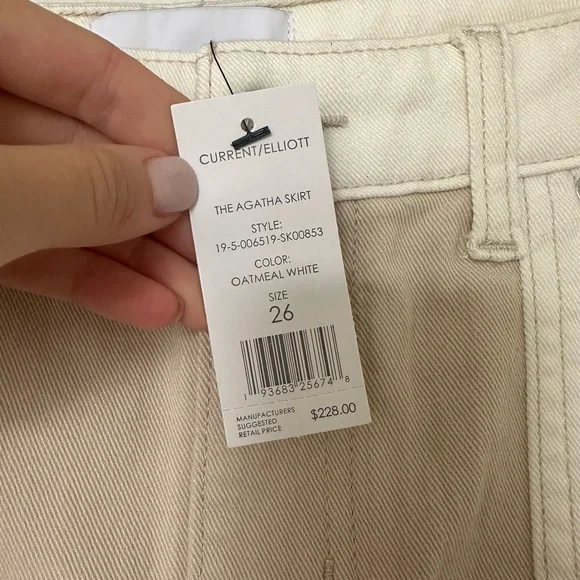 CURRENT/ELLIOTT
THE AGATHA SKIRT
STYLE:
19-5-006519-SK00853
COLOR:
OATMEAL WHITE
SIZE
26
1 93683 25674 8
MANUFACTURERS
SUGGESTED
RETAIL PRICE
$228.00